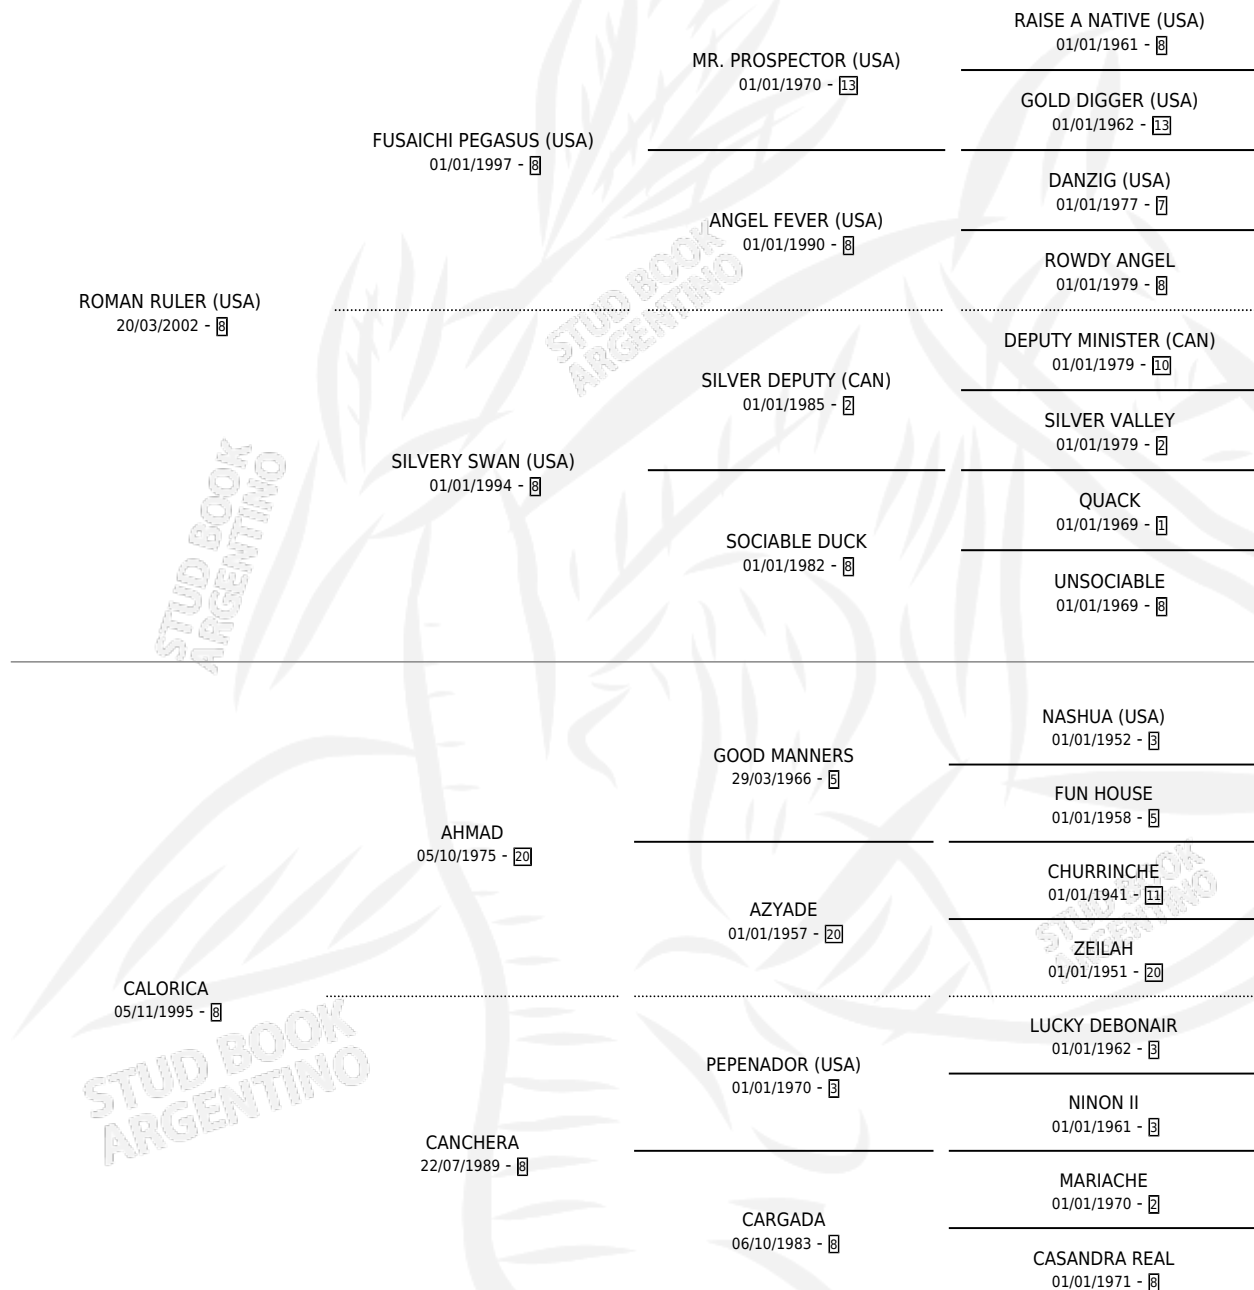 RAISE A NATIVE (USA)
01/01/1961 - 8
MR. PROSPECTOR (USA)
01/01/1970 - 13
GOLD DIGGER (USA)
01/01/1962 - 13
FUSAICHI PEGASUS (USA)
01/01/1997 - 8
DANZIG (USA)
01/01/1977 - 7
ANGEL FEVER (USA)
01/01/1990 - 8
ROWDY ANGEL
01/01/1979 - 8
ROMAN RULER (USA)
20/03/2002 - 8
DEPUTY MINISTER (CAN)
01/01/1979 - 10
SILVER DEPUTY (CAN)
01/01/1985 - 2
SILVER VALLEY
01/01/1979 - 2
SILVERY SWAN (USA)
01/01/1994 - 8
QUACK
01/01/1969 - 1
SOCIABLE DUCK
01/01/1982 - 8
UNSOCIABLE
01/01/1969 - 8
NASHUA (USA)
01/01/1952 - 3
GOOD MANNERS
29/03/1966 - 5
FUN HOUSE
01/01/1958 - 5
AHMAD
05/10/1975 - 20
CHURRINCHE
01/01/1941 - 11
AZYADE
01/01/1957 - 20
ZEILAH
01/01/1951 - 20
CALORICA
05/11/1995 - 8
LUCKY DEBONAIR
01/01/1962 - 3
PEPENADOR (USA)
01/01/1970 - 3
NINON II
01/01/1961 - 3
CANCHERA
22/07/1989 - 8
MARIACHE
01/01/1970 - 2
CARGADA
06/10/1983 - 8
CASANDRA REAL
01/01/1971 - 8
STUD BOOK
ARGENTINO
STUD BOOK
ARGENTINO
STUD BOOK
ARGENTINO
STUD BOOK
ARGENTINO